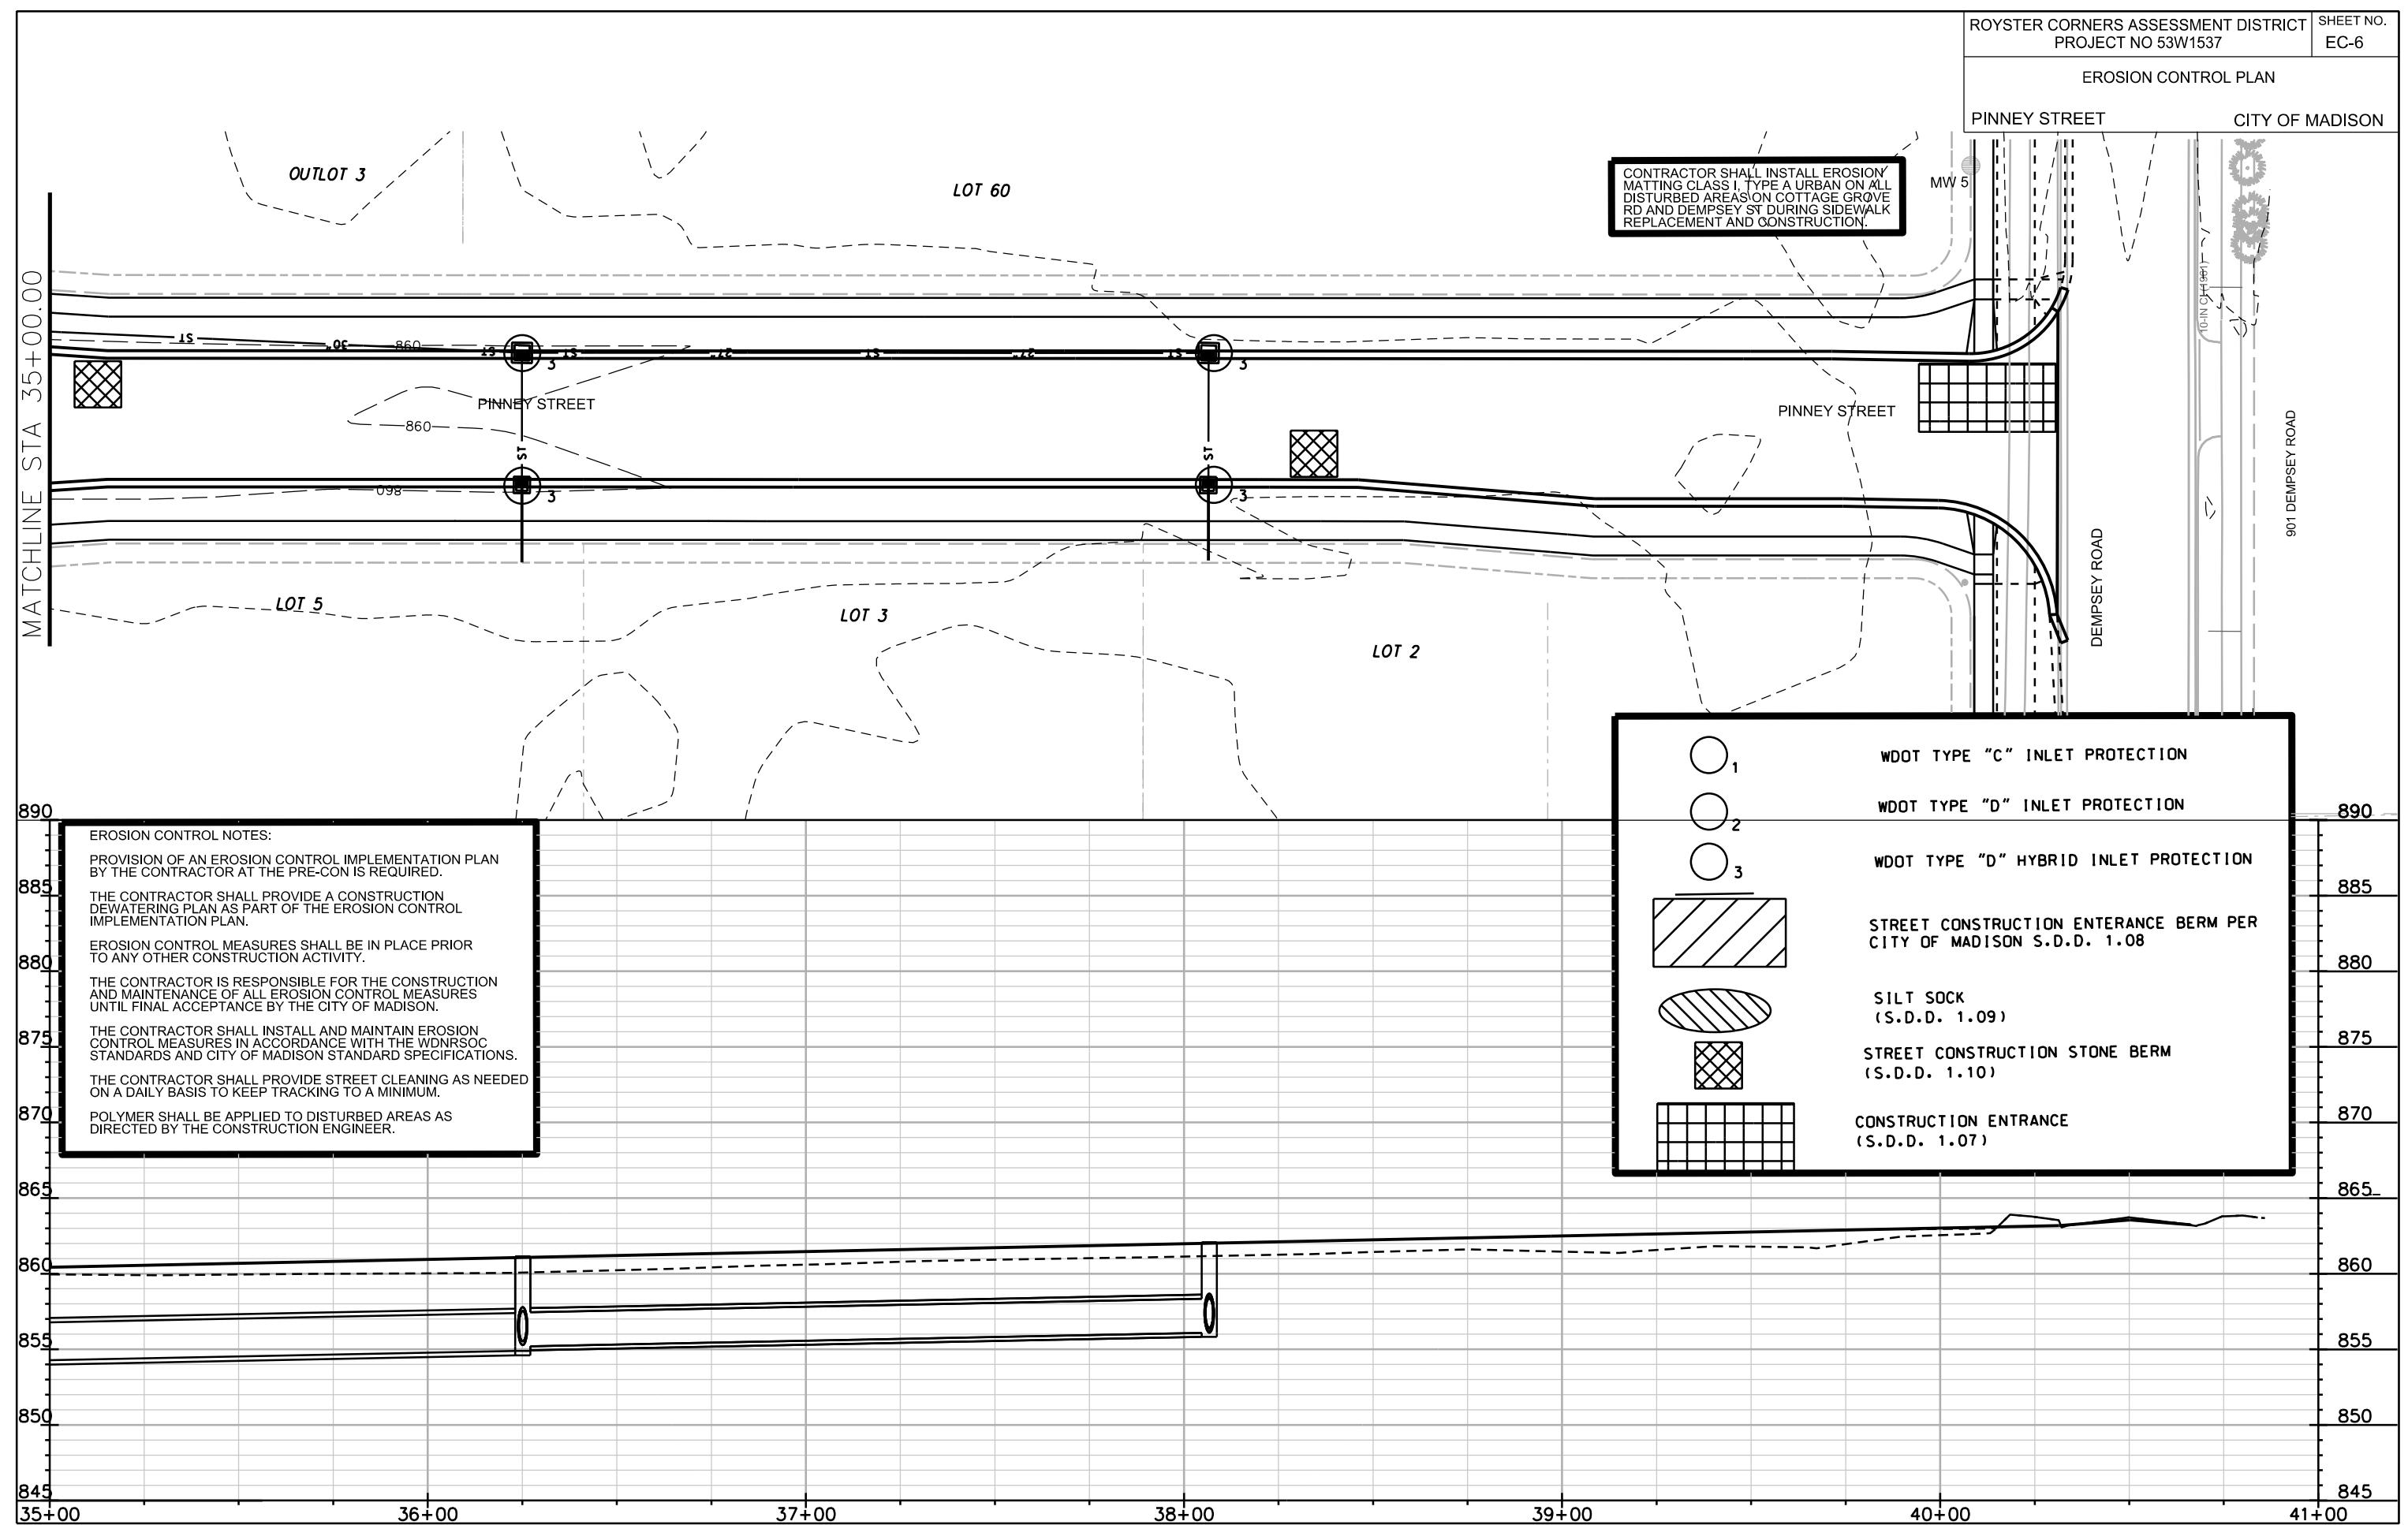 ROYSTER CORNERS ASSESSMENT DISTRICT
PROJECT NO 53W1537
SHEET NO.
EC-6
EROSION CONTROL PLAN
PINNEY STREET
CITY OF MADISON
OUTLOT 3
LOT 60
CONTRACTOR SHALL INSTALL EROSION
MATTING CLASS I, TYPE A URBAN ON ALL
DISTURBED AREAS ON COTTAGE GROVE
RD AND DEMPSEY ST DURING SIDEWALK
REPLACEMENT AND CONSTRUCTION.
MW 5
MATCHLINE STA 35+00.00
ST
30"
860
ST
3
ST
27"
ST
27"
ST
3
PINNEY STREET
PINNEY STREET
860
ST
ST
860
3
3
901 DEMPSEY ROAD
DEMPSEY ROAD
LOT 5
LOT 3
LOT 2
1
WDOT TYPE "C" INLET PROTECTION
2
WDOT TYPE "D" INLET PROTECTION
3
WDOT TYPE "D" HYBRID INLET PROTECTION
STREET CONSTRUCTION ENTERANCE BERM PER
CITY OF MADISON S.D.D. 1.08
SILT SOCK
(S.D.D. 1.09)
STREET CONSTRUCTION STONE BERM
(S.D.D. 1.10)
CONSTRUCTION ENTRANCE
(S.D.D. 1.07)
EROSION CONTROL NOTES:
PROVISION OF AN EROSION CONTROL IMPLEMENTATION PLAN
BY THE CONTRACTOR AT THE PRE-CON IS REQUIRED.
THE CONTRACTOR SHALL PROVIDE A CONSTRUCTION
DEWATERING PLAN AS PART OF THE EROSION CONTROL
IMPLEMENTATION PLAN.
EROSION CONTROL MEASURES SHALL BE IN PLACE PRIOR
TO ANY OTHER CONSTRUCTION ACTIVITY.
THE CONTRACTOR IS RESPONSIBLE FOR THE CONSTRUCTION
AND MAINTENANCE OF ALL EROSION CONTROL MEASURES
UNTIL FINAL ACCEPTANCE BY THE CITY OF MADISON.
THE CONTRACTOR SHALL INSTALL AND MAINTAIN EROSION
CONTROL MEASURES IN ACCORDANCE WITH THE WDNRSOC
STANDARDS AND CITY OF MADISON STANDARD SPECIFICATIONS.
THE CONTRACTOR SHALL PROVIDE STREET CLEANING AS NEEDED
ON A DAILY BASIS TO KEEP TRACKING TO A MINIMUM.
POLYMER SHALL BE APPLIED TO DISTURBED AREAS AS
DIRECTED BY THE CONSTRUCTION ENGINEER.
890
885
880
875
870
865
860
855
850
845
890
885
880
875
870
865
860
855
850
845
35+00
36+00
37+00
38+00
39+00
40+00
41+00